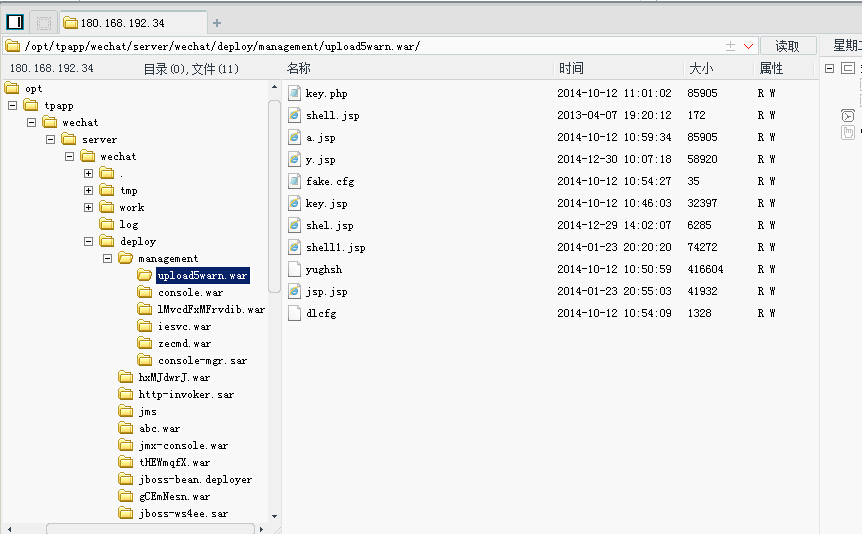 180.168.192.34
/opt/tpapp/wechat/server/wechat/deploy/management/upload5warn.war/ 读取 星期二
180.168.192.34 目录(0),文件(11) 名称 时间 大小 属性
opt
tpapp
wechat
server
wechat
.
tmp
work
log
deploy
management
upload5warn.war
console.war
lMvcdFxMFrvdib.war
iesvc.war
zecmd.war
console-mgr.sar
hxMJdwrJ.war
http-invoker.sar
jms
abc.war
jmx-console.war
tHEWmqfX.war
jboss-bean.deployer
gCEmNesn.war
jboss-ws4ee.sar
key.php 2014-10-12 11:01:02 85905 R W
shell.jsp 2013-04-07 19:20:12 172 R W
a.jsp 2014-10-12 10:59:34 85905 R W
y.jsp 2014-12-30 10:07:18 58920 R W
fake.cfg 2014-10-12 10:54:27 35 R W
key.jsp 2014-10-12 10:46:03 32397 R W
shel.jsp 2014-12-29 14:02:07 6285 R W
shell1.jsp 2014-01-23 20:20:20 74272 R W
yughsh 2014-10-12 10:50:59 416604 R W
jsp.jsp 2014-01-23 20:55:03 41932 R W
dlcfg 2014-10-12 10:54:09 1328 R W